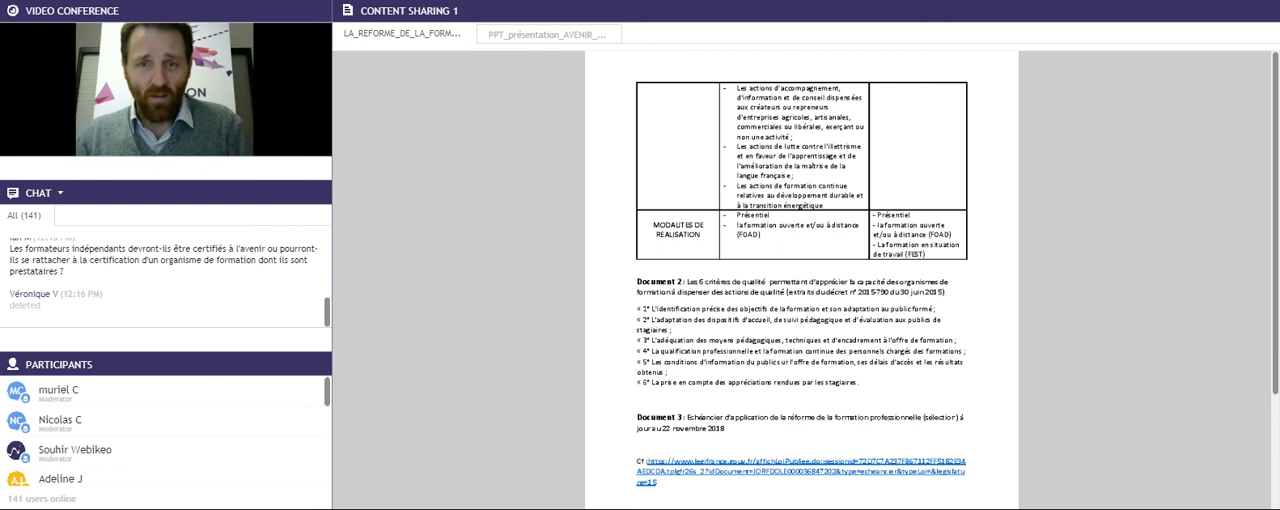 VIDEO CONFERENCE
ON
CHAT
All (141)
Les formateurs indépendants devront-ils être certifiés à l'avenir ou pourront-
ils se rattacher à la certification d'un organisme de formation dont ils sont
prestataires ?
Véronique V (12:16 PM)
deleted
PARTICIPANTS
MC muriel C
Moderator
NC Nicolas C
Moderator
Souhir Webikeo
Moderator
Adeline J
141 users online
CONTENT SHARING 1
LA_REFORME_DE_LA_FORM...
PPT_présentation_AVENIR_...
- Les actions d'accompagnement,
d'information et de conseil dispensées
aux créateurs ou repreneurs
d'entreprises agricoles, artisanales,
commerciales ou libérales, exerçant ou
non une activité ;
- Les actions de lutte contre l'illettrisme
et en faveur de l'apprentissage et de
l'amélioration de la maîtrise de la
langue française ;
- Les actions de formation continue
relatives au développement durable et
à la transition énergétique
MODALITES DE
REALISATION
- Présentiel
- la formation ouverte et/ou à distance
(FOAD)
- Présentiel
- la formation ouverte
et/ou à distance (FOAD)
- La formation en situation
de travail (FEST)
Document 2 : Les 6 critères de qualité permettant d'apprécier la capacité des organismes de
formation à dispenser des actions de qualité (extraits du décret n° 2015-790 du 30 juin 2015)
« 1° L'identification précise des objectifs de la formation et son adaptation au public formé ;
« 2° L'adaptation des dispositifs d'accueil, de suivi pédagogique et d'évaluation aux publics de
stagiaires ;
« 3° L'adéquation des moyens pédagogiques, techniques et d'encadrement à l'offre de formation ;
« 4° La qualification professionnelle et la formation continue des personnels chargés des formations ;
« 5° Les conditions d'information du public sur l'offre de formation, ses délais d'accès et les résultats
obtenus ;
« 6° La prise en compte des appréciations rendues par les stagiaires.
Document 3 : Echéancier d'application de la réforme de la formation professionnelle (sélection) à
jour au 22 novembre 2018
Cf :